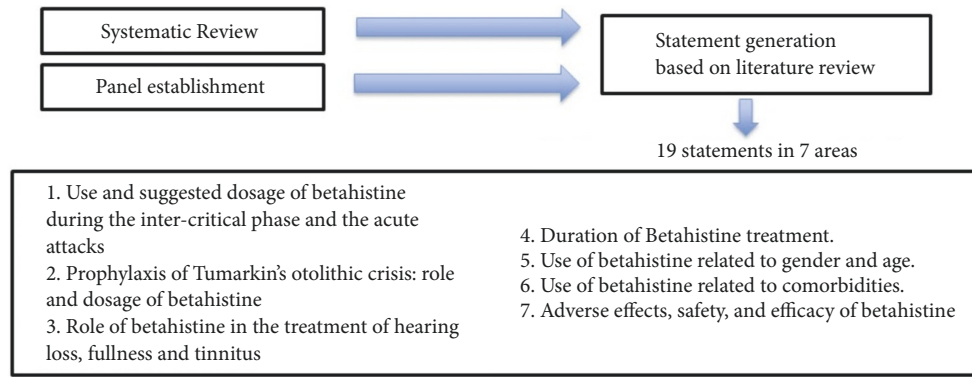 Systematic Review
Panel establishment
Statement generation
based on literature review
19 statements in 7 areas
1. Use and suggested dosage of betahistine
during the inter-critical phase and the acute
attacks
2. Prophylaxis of Tumarkin's otolithic crisis: role
and dosage of betahistine
3. Role of betahistine in the treatment of hearing
loss, fullness and tinnitus
4. Duration of Betahistine treatment.
5. Use of betahistine related to gender and age.
6. Use of betahistine related to comorbidities.
7. Adverse effects, safety, and efficacy of betahistine